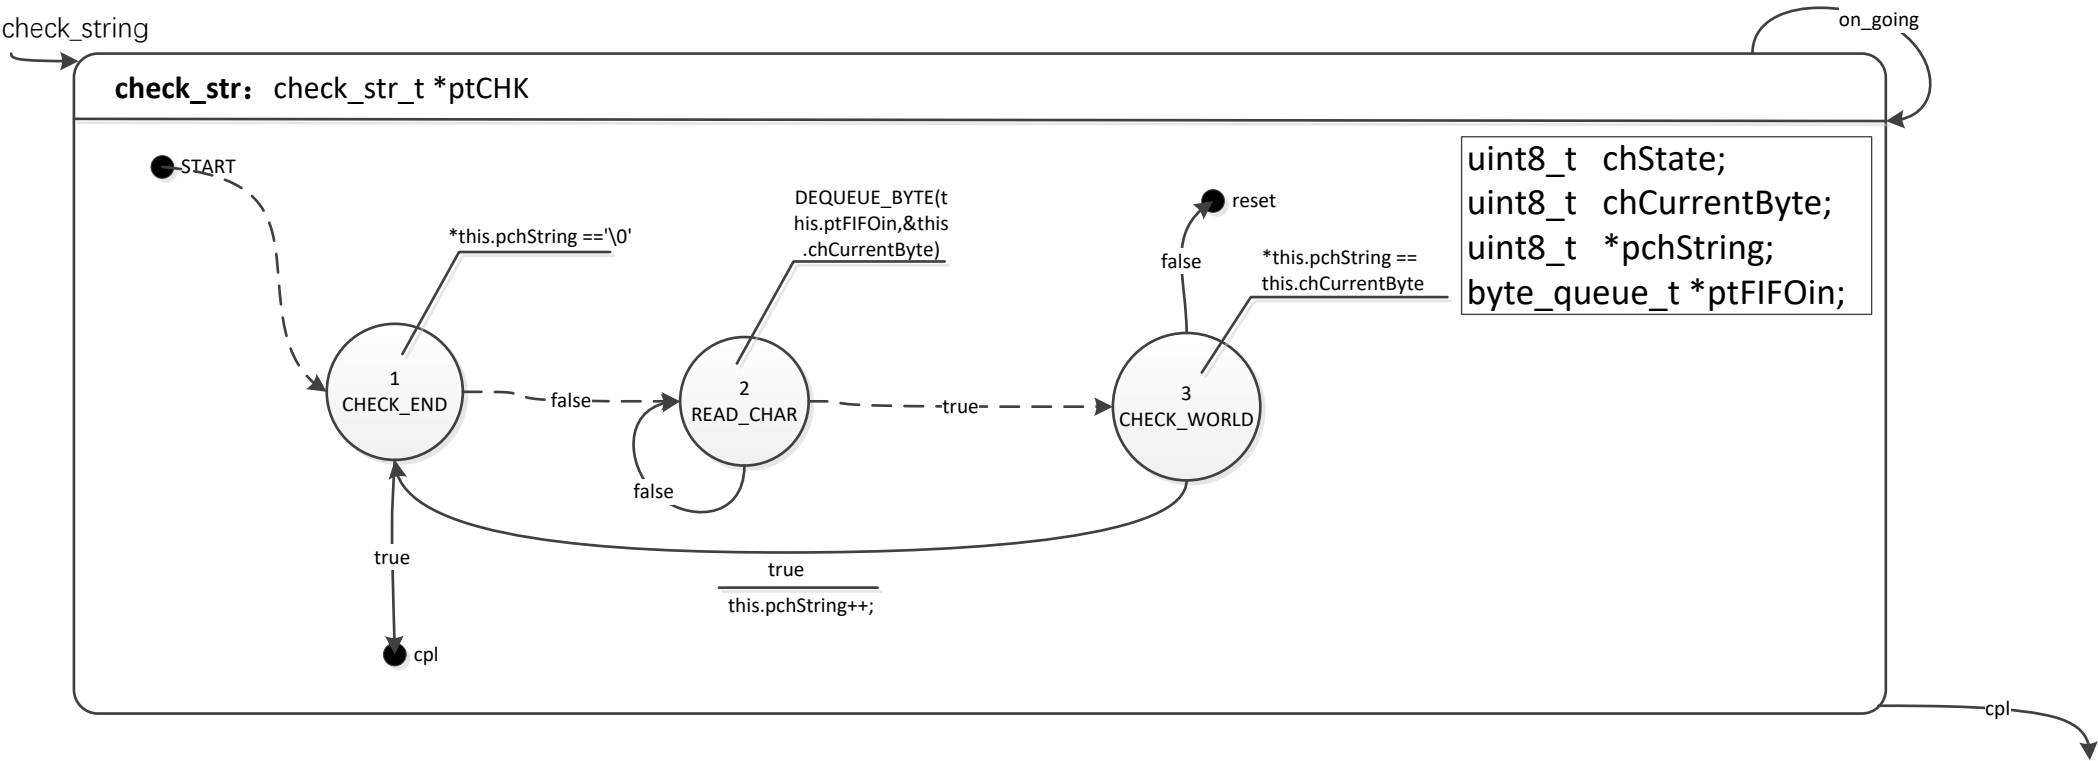 check_string
on_going
check_str： check_str_t *ptCHK
START
*this.pchString =='\0'
DEQUEUE_BYTE(t
his.ptFIFOin,&this
.chCurrentByte)
reset
false
*this.pchString ==
this.chCurrentByte
uint8_t chState;
uint8_t chCurrentByte;
uint8_t *pchString;
byte_queue_t *ptFIFOin;
1
CHECK_END
false
2
READ_CHAR
true
3
CHECK_WORLD
false
true
true
this.pchString++;
cpl
cpl